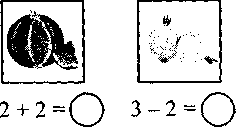 2 + 2 =
3 – 2 =